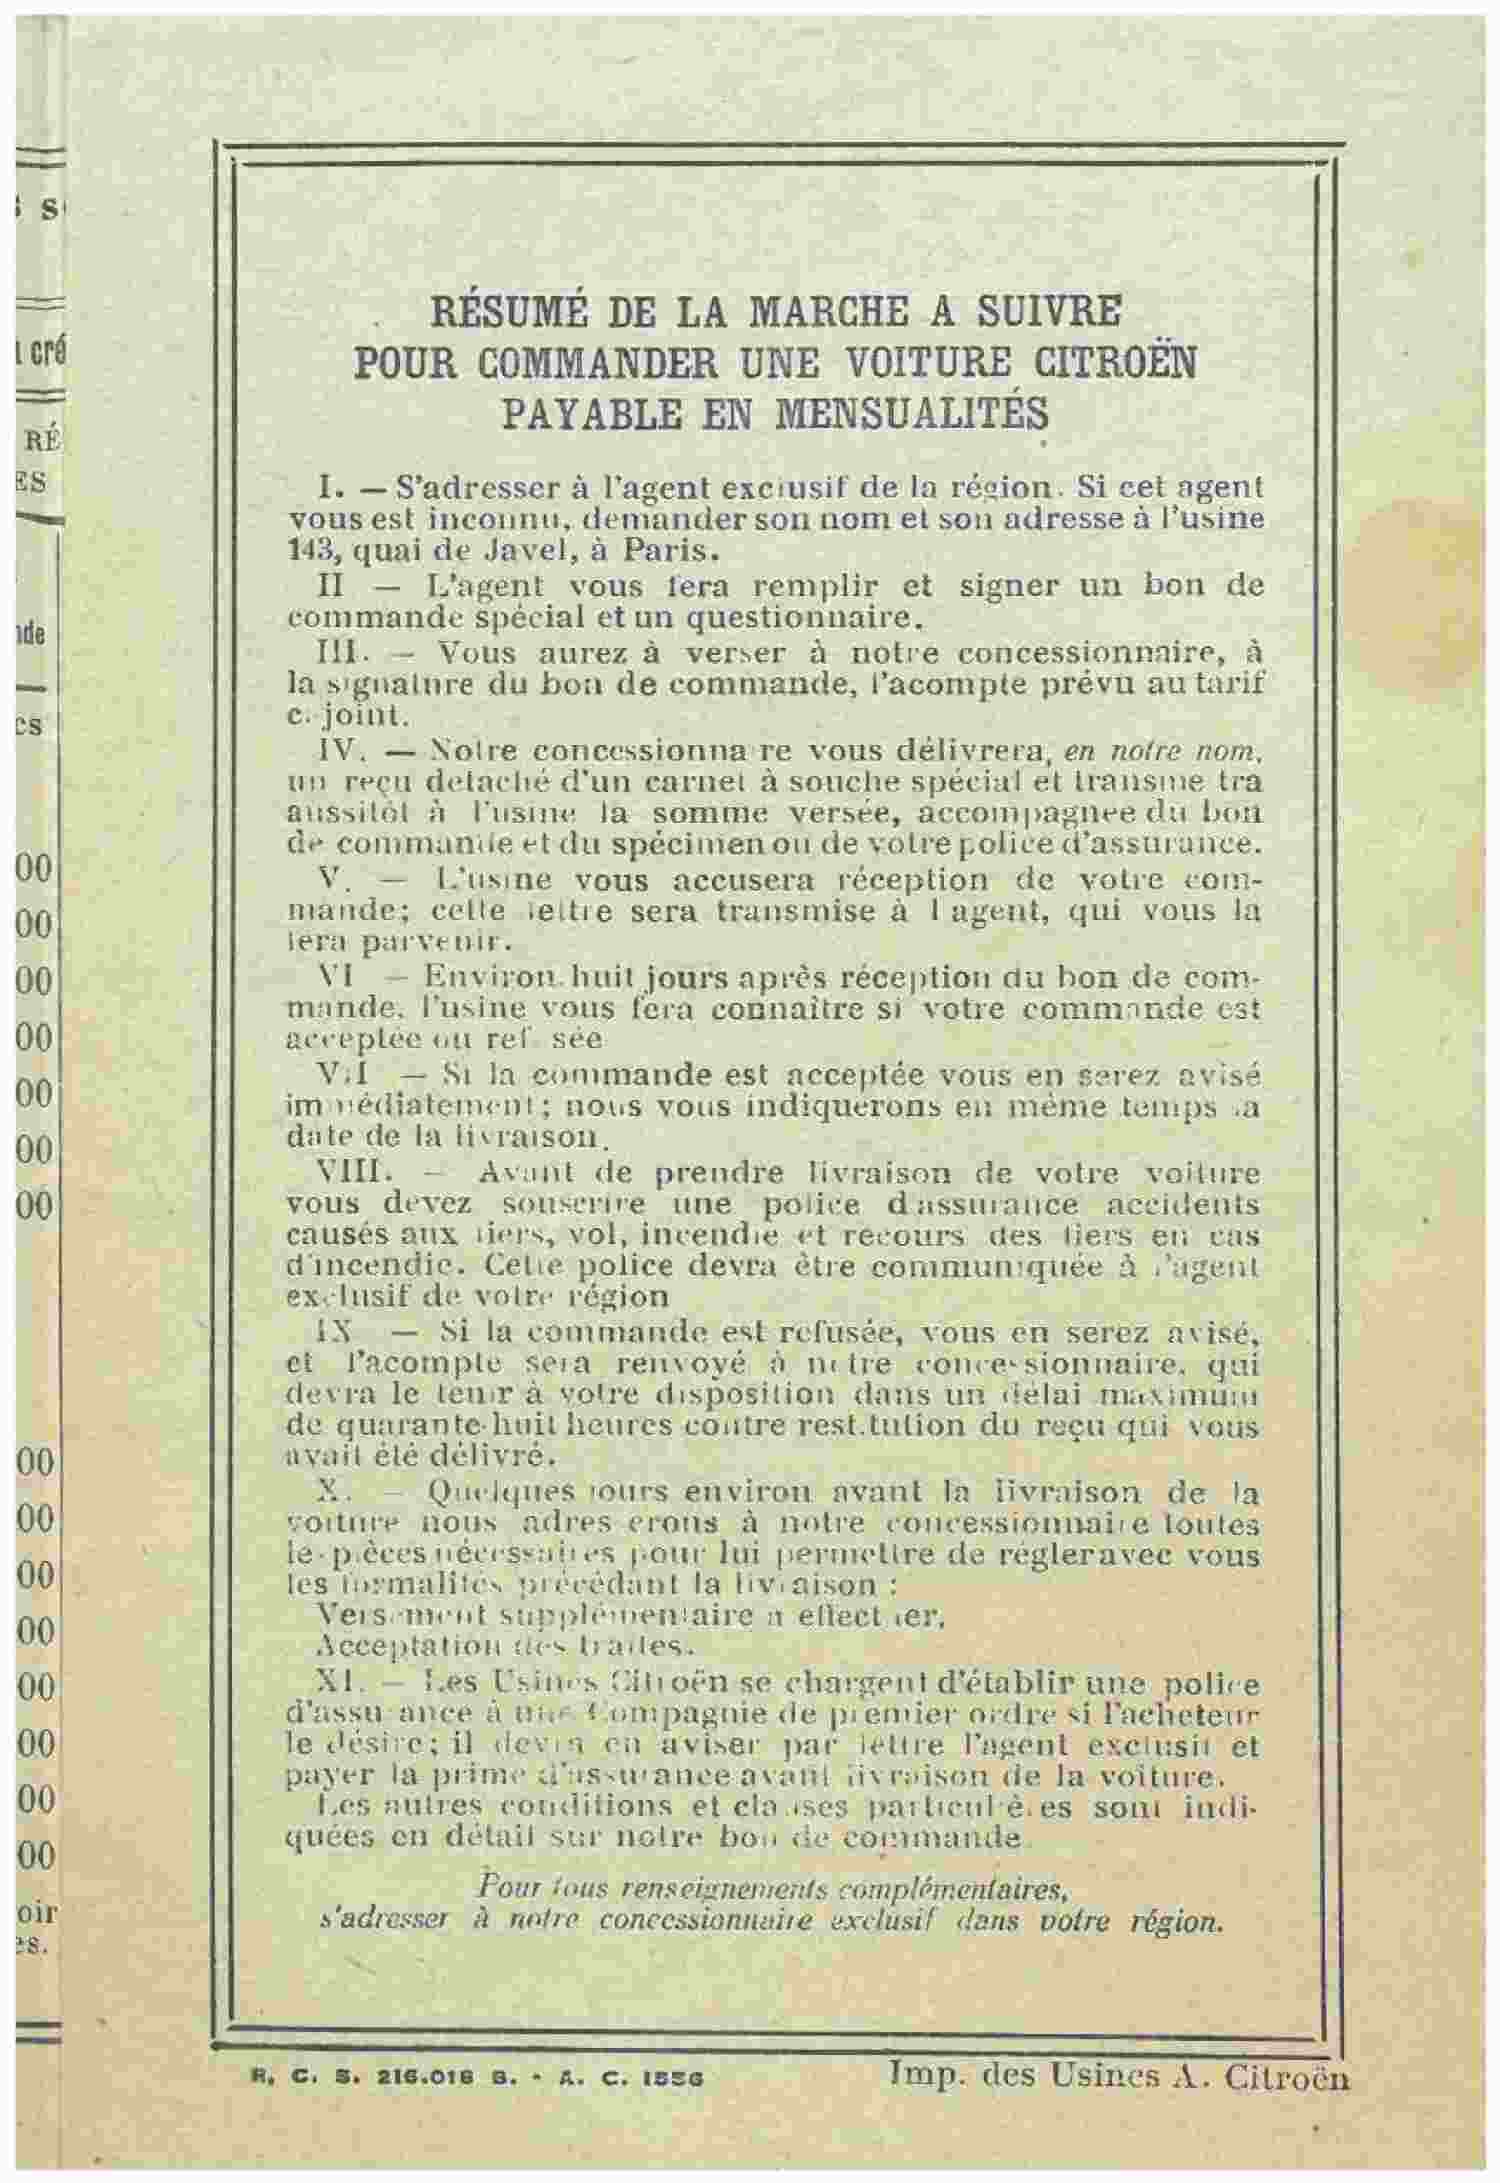 RÉSUMÉ DE LA MARCHE A SUIVRE
POUR COMMANDER UNE VOITURE CITROËN
PAYABLE EN MENSUALITÉS
I. — S'adresser à l'agent exclusif de la région. Si cet agent
vous est inconnu, demander son nom et son adresse à l'usine
143, quai de Javel, à Paris.
II — L'agent vous fera remplir et signer un bon de
commande spécial et un questionnaire.
III. — Vous aurez à verser à notre concessionnaire, à
la signature du bon de commande, l'acompte prévu au tarif
c. joint.
IV. — Notre concessionnaire vous délivrera, en notre nom,
un reçu detaché d'un carnet à souche spécial et transmettra
aussitôt à l'usine la somme versée, accompagnee du bon
de commande et du spécimen ou de votre police d'assurance.
V. — L'usine vous accusera réception de votre com-
mande; cette lettre sera transmise à l agent, qui vous la
fera parvenir.
VI — Environ huit jours après réception du bon de com-
mande, l'usine vous fera connaître si votre commande est
acceptée ou refusée
VII — Si la commande est acceptée vous en serez avisé
immédiatement; nous vous indiquerons en même temps la
date de la livraison.
VIII. — Avant de prendre livraison de votre voiture
vous devez souscrire une police d'assurance accidents
causés aux tiers, vol, incendie et recours des tiers en cas
d'incendie. Cette police devra être communiquée à l'agent
exclusif de votre région
IX — Si la commande est refusée, vous en serez avisé,
et l'acompte sera renvoyé à notre concessionnaire, qui
devra le tenir à votre disposition dans un délai maximum
de quarante-huit heures contre restitution du reçu qui vous
avait été délivré.
X. — Quelques jours environ avant la livraison de la
voiture nous adresserons à notre concessionnaire toutes
les pièces nécessaires pour lui permettre de régler avec vous
les formalités précédant la livraison :
Versement supplémentaire à effectuer,
Acceptation des traites.
XI. — Les Usines Citroën se chargent d'établir une police
d'assurance à une Compagnie de premier ordre si l'acheteur
le désire; il devra en aviser par lettre l'agent exclusif et
payer la prime d'assurance avant livraison de la voiture.
Les autres conditions et clauses particulières sont indi-
quées en détail sur notre bon de commande
Pour tous renseignements complémentaires,
s'adresser à notre concessionnaire exclusif dans votre région.
R. C. S. 216.018 S. - A. C. 1556
Imp. des Usines A. Citroën